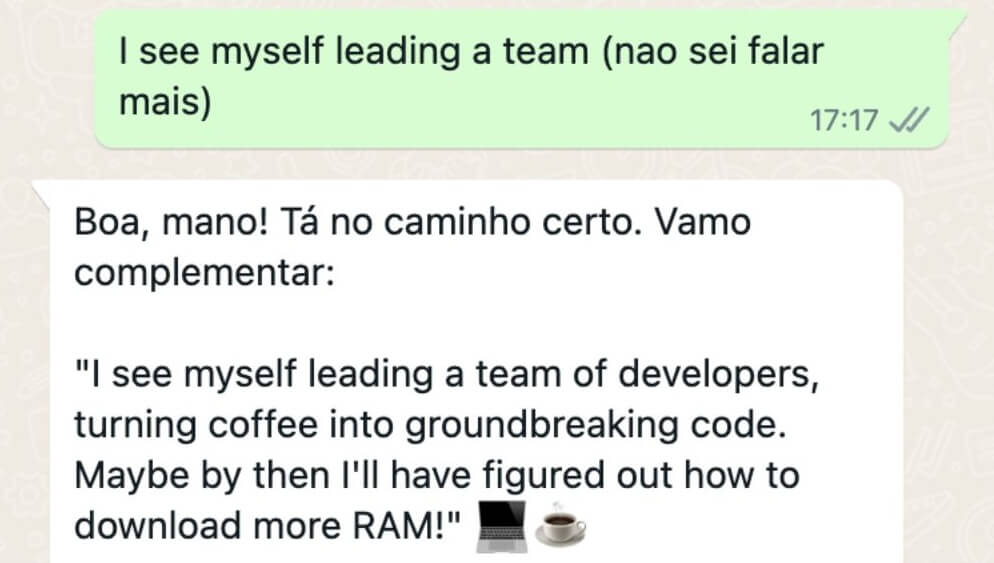 I see myself leading a team (nao sei falar
mais)
17:17
Boa, mano! Tá no caminho certo. Vamo
complementar:
"I see myself leading a team of developers,
turning coffee into groundbreaking code.
Maybe by then I'll have figured out how to
download more RAM!" 💻☕